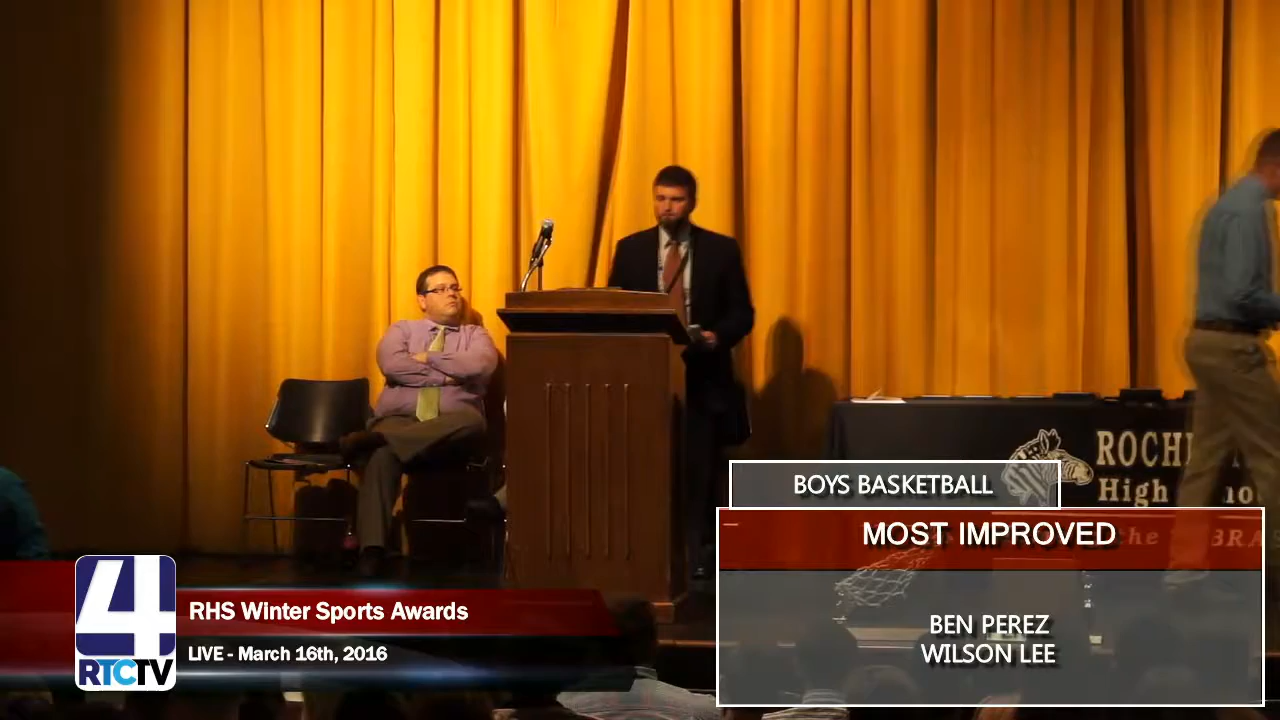 High
the
BOYS BASKETBALL
MOST IMPROVED
BEN PEREZ
WILSON LEE
4
RTCTV
RHS Winter Sports Awards
LIVE - March 16th, 2016